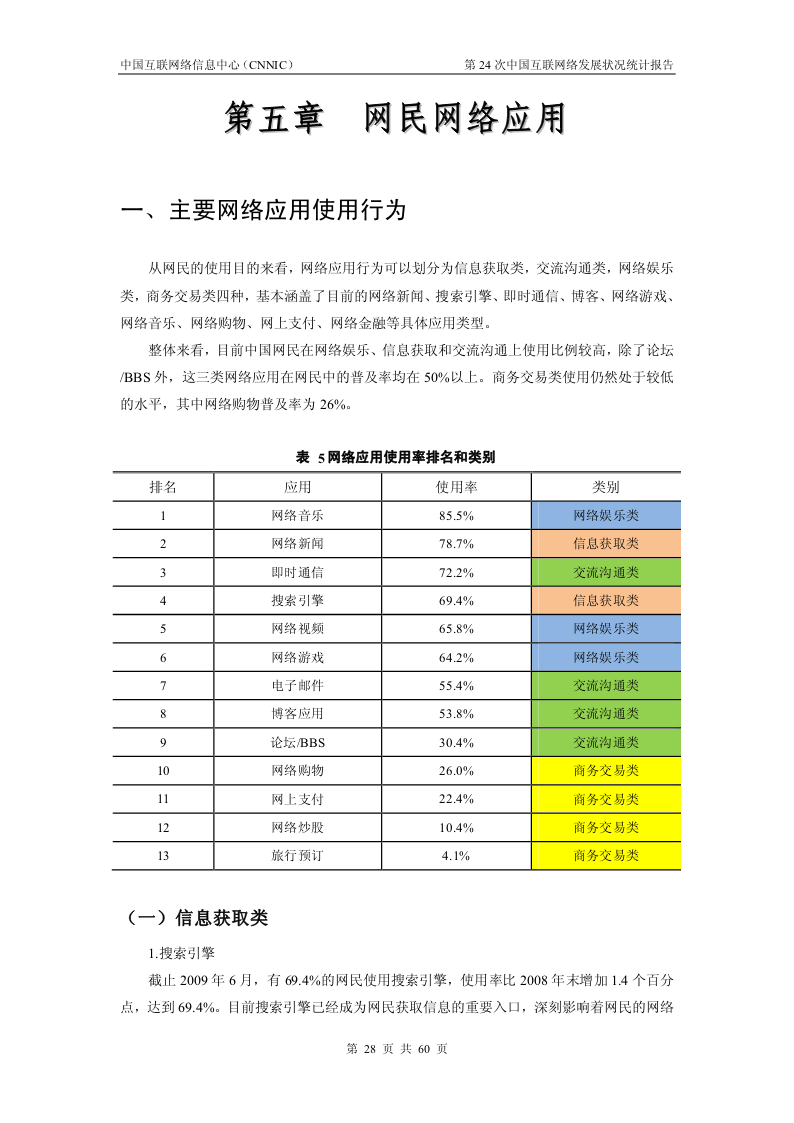 中国互联网络信息中心（CNNIC） 第 24 次中国互联网络发展状况统计报告
第五章 网民网络应用
一、主要网络应用使用行为
从网民的使用目的来看，网络应用行为可以划分为信息获取类，交流沟通类，网络娱乐
类，商务交易类四种，基本涵盖了目前的网络新闻、搜索引擎、即时通信、博客、网络游戏、
网络音乐、网络购物、网上支付、网络金融等具体应用类型。
整体来看，目前中国网民在网络娱乐、信息获取和交流沟通上使用比例较高，除了论坛
/BBS 外，这三类网络应用在网民中的普及率均在 50%以上。商务交易类使用仍然处于较低
的水平，其中网络购物普及率为 26%。
表 5 网络应用使用率排名和类别
排名 应用 使用率 类别
1 网络音乐 85.5% 网络娱乐类
2 网络新闻 78.7% 信息获取类
3 即时通信 72.2% 交流沟通类
4 搜索引擎 69.4% 信息获取类
5 网络视频 65.8% 网络娱乐类
6 网络游戏 64.2% 网络娱乐类
7 电子邮件 55.4% 交流沟通类
8 博客应用 53.8% 交流沟通类
9 论坛/BBS 30.4% 交流沟通类
10 网络购物 26.0% 商务交易类
11 网上支付 22.4% 商务交易类
12 网络炒股 10.4% 商务交易类
13 旅行预订 4.1% 商务交易类
（一）信息获取类
1.搜索引擎
截止 2009 年 6 月，有 69.4%的网民使用搜索引擎，使用率比 2008 年末增加 1.4 个百分
点，达到 69.4%。目前搜索引擎已经成为网民获取信息的重要入口，深刻影响着网民的网络
第 28 页 共 60 页